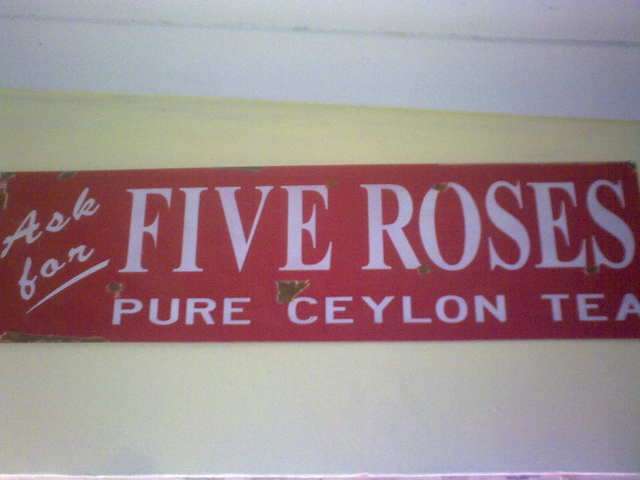 Ask for
FIVE ROSES
PURE CEYLON TEA